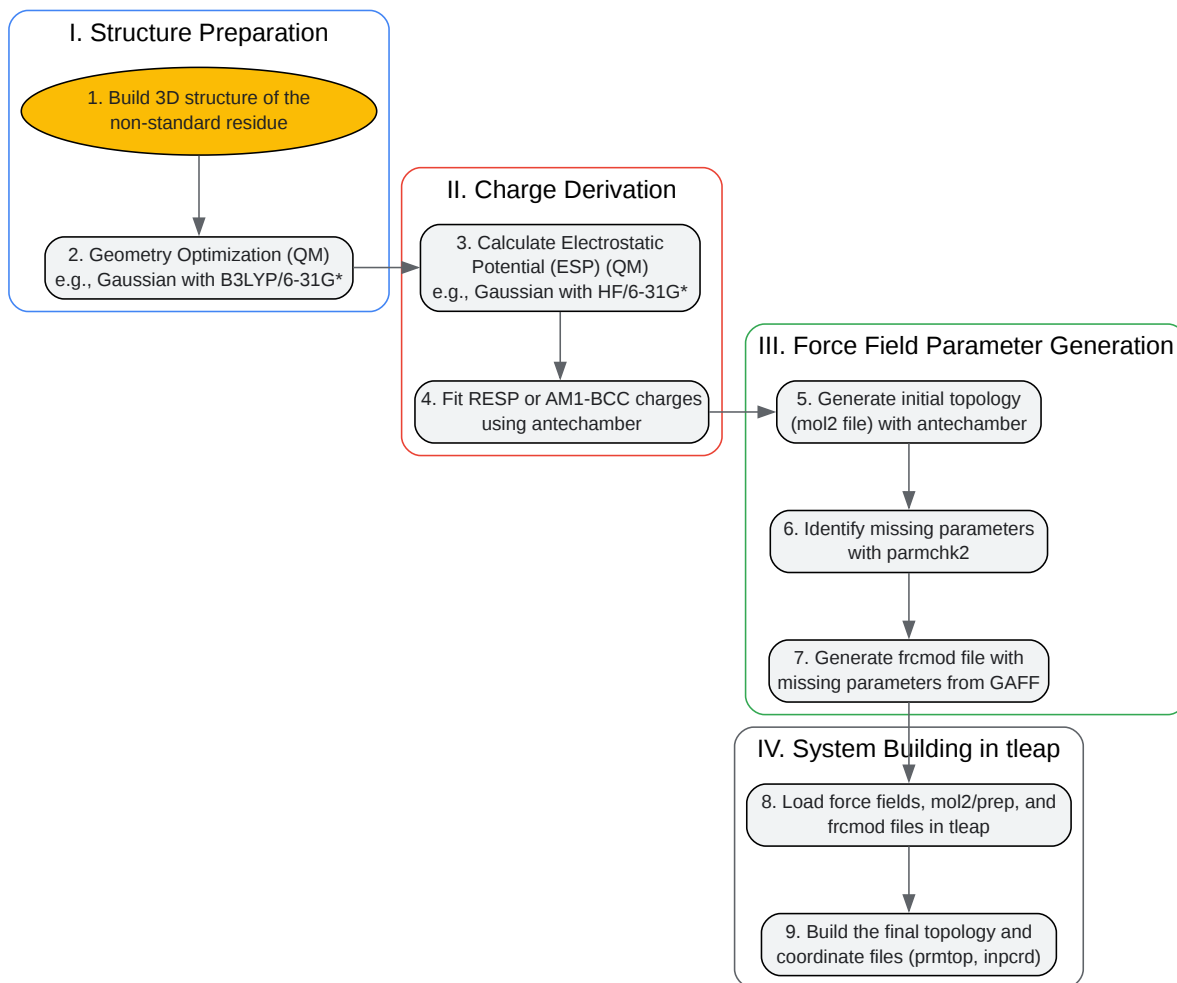 I. Structure Preparation
1. Build 3D structure of the
non-standard residue
2. Geometry Optimization (QM)
e.g., Gaussian with B3LYP/6-31G*
II. Charge Derivation
3. Calculate Electrostatic
Potential (ESP) (QM)
e.g., Gaussian with HF/6-31G*
4. Fit RESP or AM1-BCC charges
using antechamber
III. Force Field Parameter Generation
5. Generate initial topology
(mol2 file) with antechamber
6. Identify missing parameters
with parmchk2
7. Generate frcmod file with
missing parameters from GAFF
IV. System Building in tleap
8. Load force fields, mol2/prep, and
frcmod files in tleap
9. Build the final topology and
coordinate files (prmtop, inpcrd)